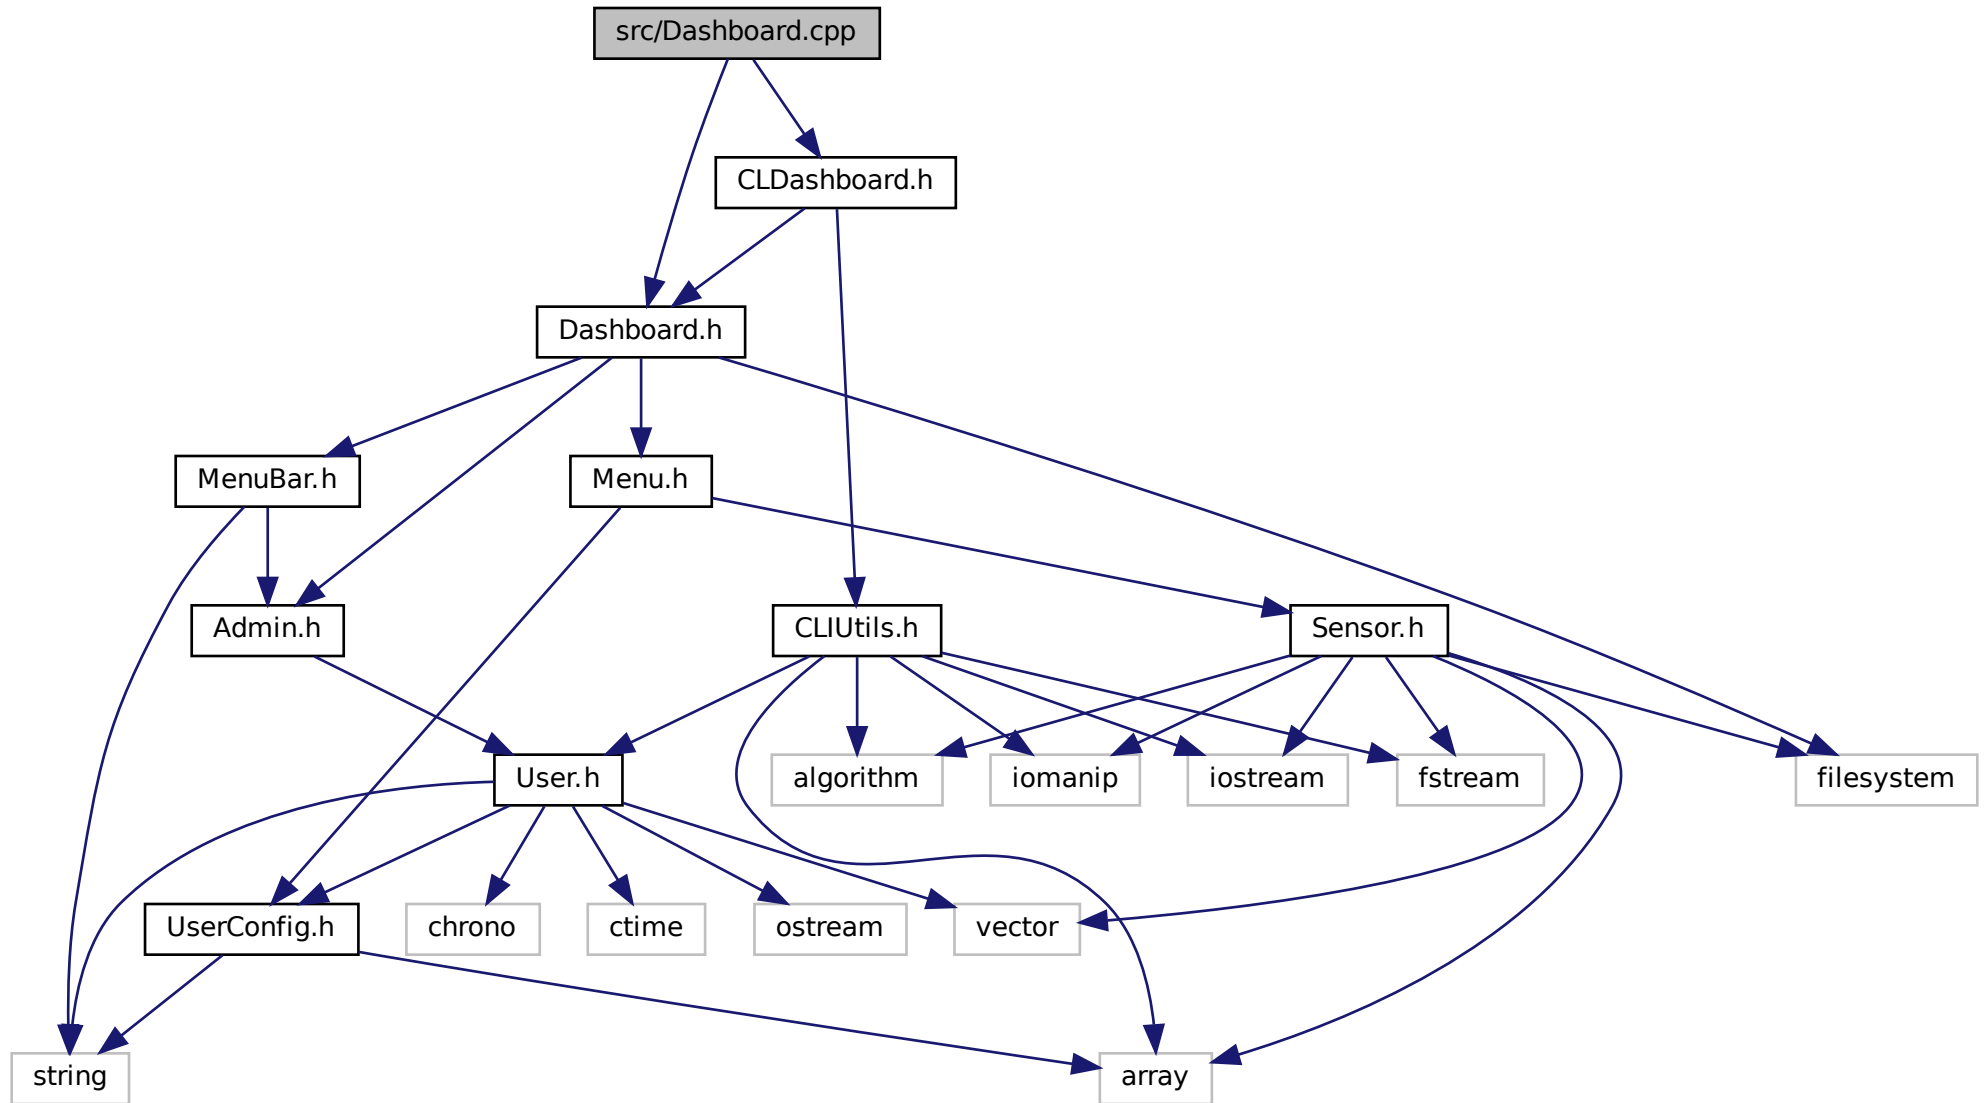 src/Dashboard.cpp
CLDashboard.h
Dashboard.h
MenuBar.h
Menu.h
Admin.h
CLIUtils.h
Sensor.h
User.h
algorithm
iomanip
iostream
fstream
filesystem
UserConfig.h
chrono
ctime
ostream
vector
string
array